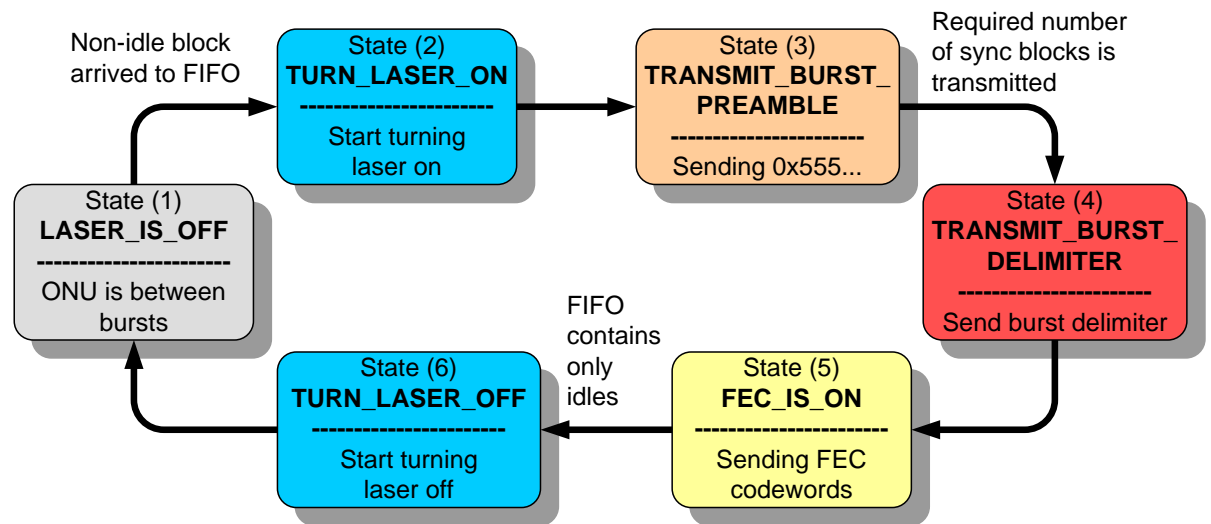 Non-idle block
arrived to FIFO
State (2)
TURN_LASER_ON
-----------------------
Start turning
laser on
State (3)
TRANSMIT_BURST_
PREAMBLE
-----------------------
Sending 0x555...
Required number
of sync blocks is
transmitted
State (1)
LASER_IS_OFF
-----------------------
ONU is between
bursts
State (4)
TRANSMIT_BURST_
DELIMITER
-----------------------
Send burst delimiter
FIFO
contains
only
idles
State (5)
FEC_IS_ON
-----------------------
Sending FEC
codewords
State (6)
TURN_LASER_OFF
-----------------------
Start turning
laser off